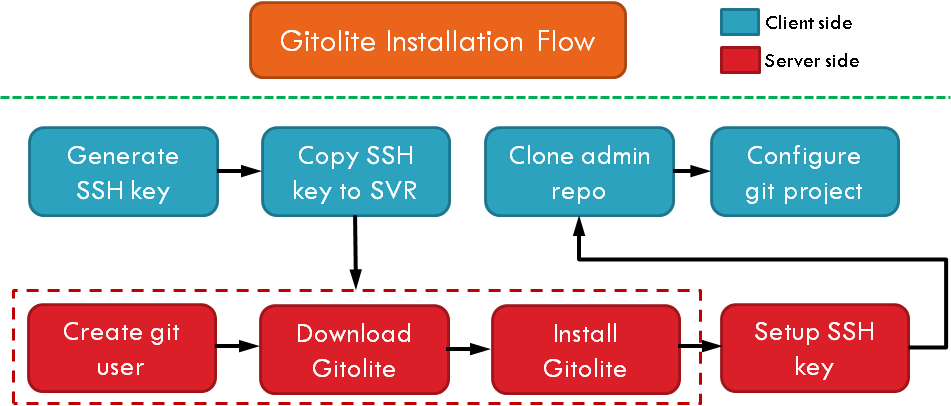 Gitolite Installation Flow
Client side
Server side
Generate
SSH key
Copy SSH
key to SVR
Clone admin
repo
Configure
git project
Create git
user
Download
Gitolite
Install
Gitolite
Setup SSH
key